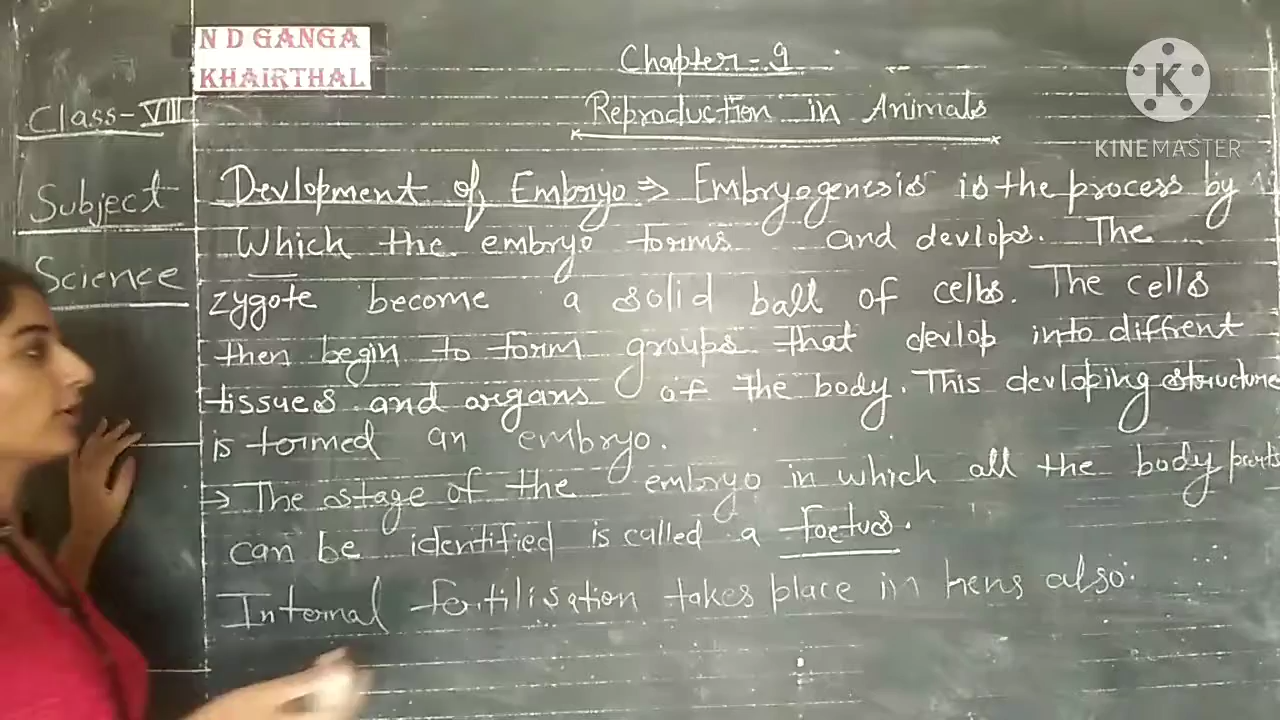 N D GANGA
KHAIRTHAL
Chapter - 9
Reproduction in Animals
K
KINEMASTER
Class - VIII
Subject
Science
Devlopment of Embriyo ⇒ Embryogenesis is the process by
Which the embryo forms and devlops. The
zygote become a solid ball of cells. The cells
then begin to form groups that devlop into diffrent
tissues and organs of the body. This devloping structure
is formed an embryo.
→ The stage of the embryo in which all the body parts
can be identified is called a foetus.
Internal fertilisation takes place in hens also.